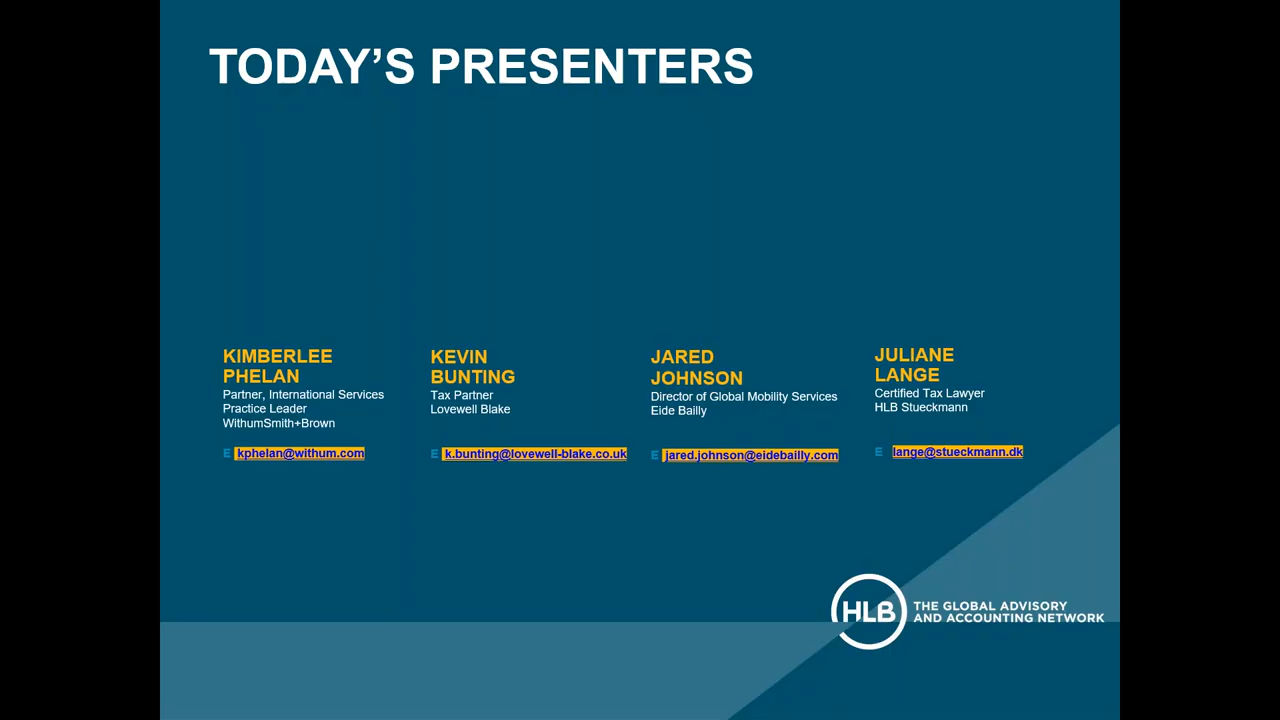 TODAY'S PRESENTERS
KIMBERLEE
PHELAN
Partner, International Services
Practice Leader
WithumSmith+Brown
E kphelan@withum.com
KEVIN
BUNTING
Tax Partner
Lovewell Blake
E k.bunting@lovewell-blake.co.uk
JARED
JOHNSON
Director of Global Mobility Services
Eide Bailly
E jared.johnson@eidebailly.com
JULIANE
LANGE
Certified Tax Lawyer
HLB Stueckmann
E lange@stueckmann.dk
HLB
THE GLOBAL ADVISORY
AND ACCOUNTING NETWORK